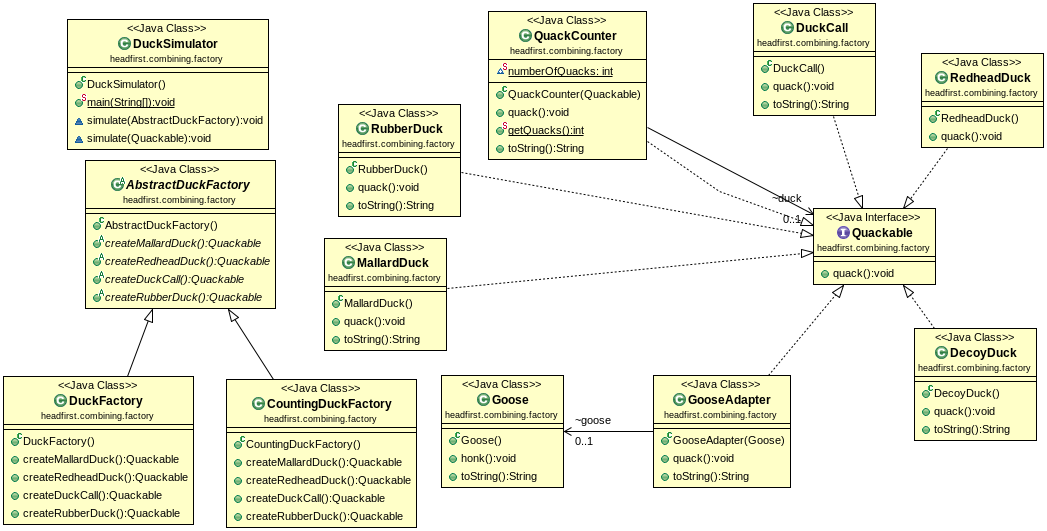 <<Java Class>>
DuckSimulator
headfirst.combining.factory
DuckSimulator()
main(String[]):void
simulate(AbstractDuckFactory):void
simulate(Quackable):void
<<Java Class>>
QuackCounter
headfirst.combining.factory
numberOfQuacks: int
QuackCounter(Quackable)
quack():void
getQuacks():int
toString():String
<<Java Class>>
DuckCall
headfirst.combining.factory
DuckCall()
quack():void
toString():String
<<Java Class>>
RedheadDuck
headfirst.combining.factory
RedheadDuck()
quack():void
<<Java Class>>
RubberDuck
headfirst.combining.factory
RubberDuck()
quack():void
toString():String
<<Java Class>>
AbstractDuckFactory
headfirst.combining.factory
AbstractDuckFactory()
createMallardDuck():Quackable
createRedheadDuck():Quackable
createDuckCall():Quackable
createRubberDuck():Quackable
~duck
0..1
<<Java Interface>>
Quackable
headfirst.combining.factory
quack():void
<<Java Class>>
MallardDuck
headfirst.combining.factory
MallardDuck()
quack():void
toString():String
<<Java Class>>
DecoyDuck
headfirst.combining.factory
DecoyDuck()
quack():void
toString():String
<<Java Class>>
DuckFactory
headfirst.combining.factory
DuckFactory()
createMallardDuck():Quackable
createRedheadDuck():Quackable
createDuckCall():Quackable
createRubberDuck():Quackable
<<Java Class>>
CountingDuckFactory
headfirst.combining.factory
CountingDuckFactory()
createMallardDuck():Quackable
createRedheadDuck():Quackable
createDuckCall():Quackable
createRubberDuck():Quackable
<<Java Class>>
Goose
headfirst.combining.factory
Goose()
honk():void
toString():String
~goose
0..1
<<Java Class>>
GooseAdapter
headfirst.combining.factory
GooseAdapter(Goose)
quack():void
toString():String